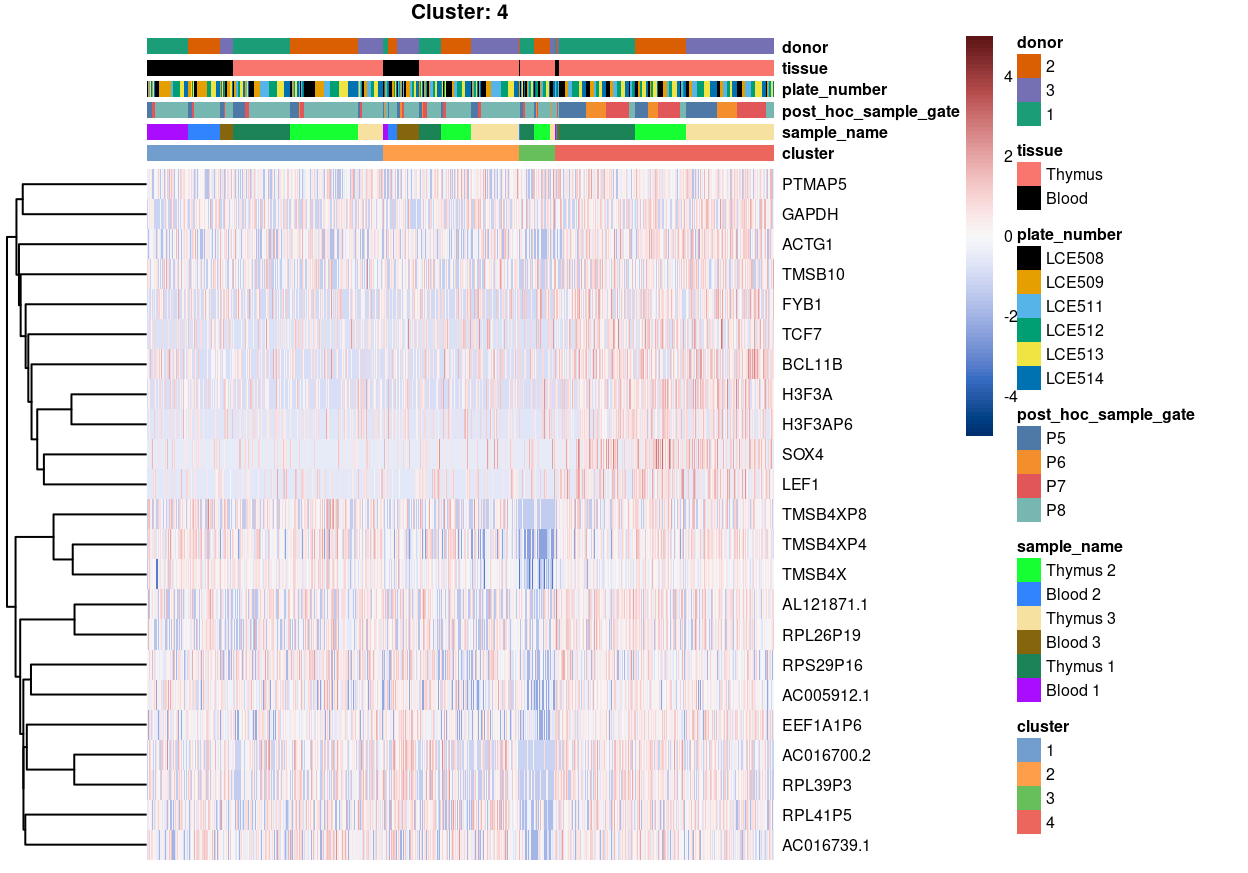 Cluster: 4
donor
tissue
plate_number
post_hoc_sample_gate
sample_name
cluster
PTMAP5
GAPDH
ACTG1
TMSB10
FYB1
TCF7
BCL11B
H3F3A
H3F3AP6
SOX4
LEF1
TMSB4XP8
TMSB4XP4
TMSB4X
AL121871.1
RPL26P19
RPS29P16
AC005912.1
EEF1A1P6
AC016700.2
RPL39P3
RPL41P5
AC016739.1
4
2
0
-2
-4
donor
2
3
1
tissue
Thymus
Blood
plate_number
LCE508
LCE509
LCE511
LCE512
LCE513
LCE514
post_hoc_sample_gate
P5
P6
P7
P8
sample_name
Thymus 2
Blood 2
Thymus 3
Blood 3
Thymus 1
Blood 1
cluster
1
2
3
4